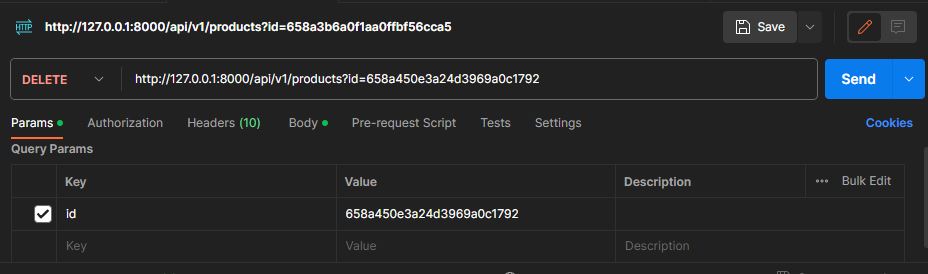 HTTP http://127.0.0.1:8000/api/v1/products?id=658a3b6a0f1aa0ffbf56cca5 Save
DELETE http://127.0.0.1:8000/api/v1/products?id=658a450e3a24d3969a0c1792 Send
Params Authorization Headers (10) Body Pre-request Script Tests Settings Cookies
Query Params
Key Value Description ••• Bulk Edit
id 658a450e3a24d3969a0c1792
Key Value Description